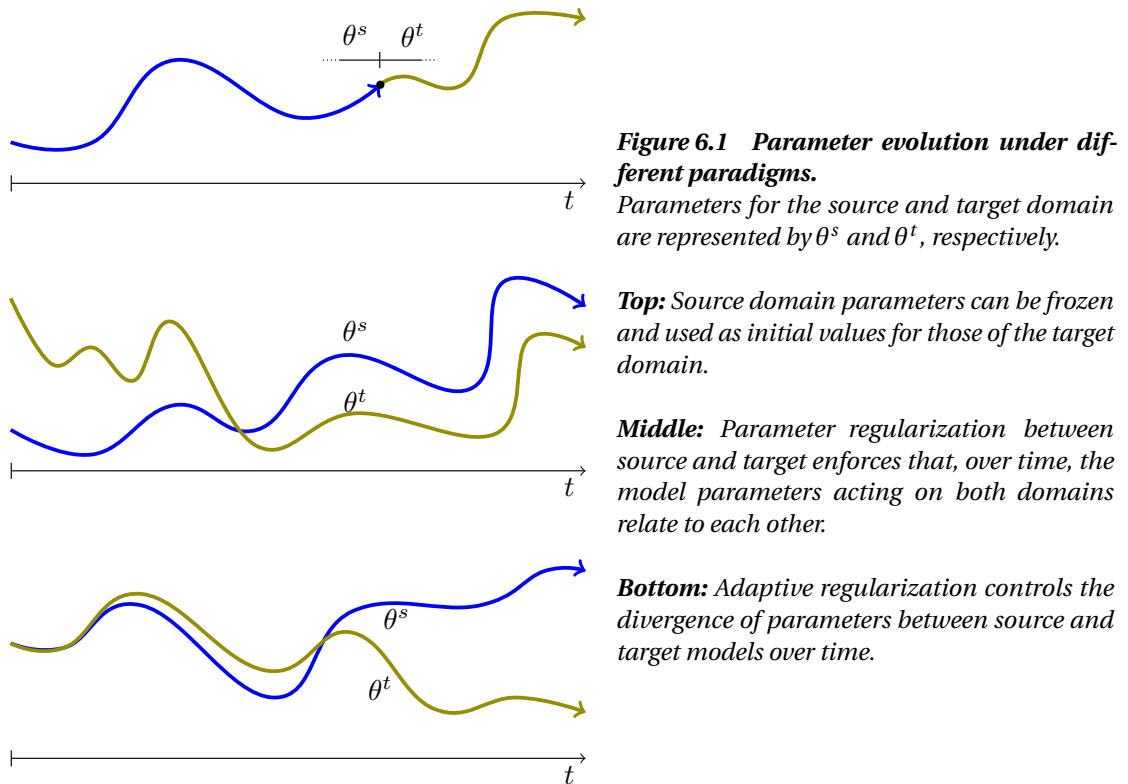 θ^s θ^t
t
θ^s
θ^t
t
θ^s
θ^t
t
Figure 6.1 Parameter evolution under dif-
ferent paradigms.
Parameters for the source and target domain
are represented by θ^s and θ^t, respectively.
Top: Source domain parameters can be frozen
and used as initial values for those of the target
domain.
Middle: Parameter regularization between
source and target enforces that, over time, the
model parameters acting on both domains
relate to each other.
Bottom: Adaptive regularization controls the
divergence of parameters between source and
target models over time.